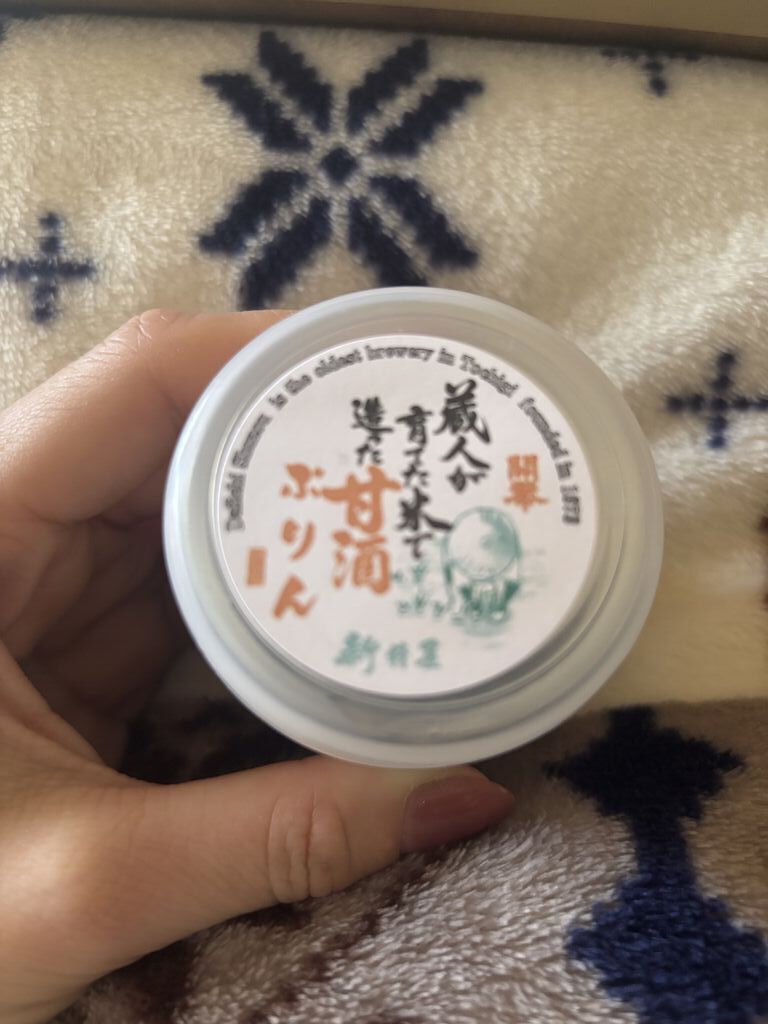 Daiichi Shuzou is the oldest brewery in Tochigi founded in 1673
開華
蔵人が
育てた米で
造った
甘酒
ぷりん